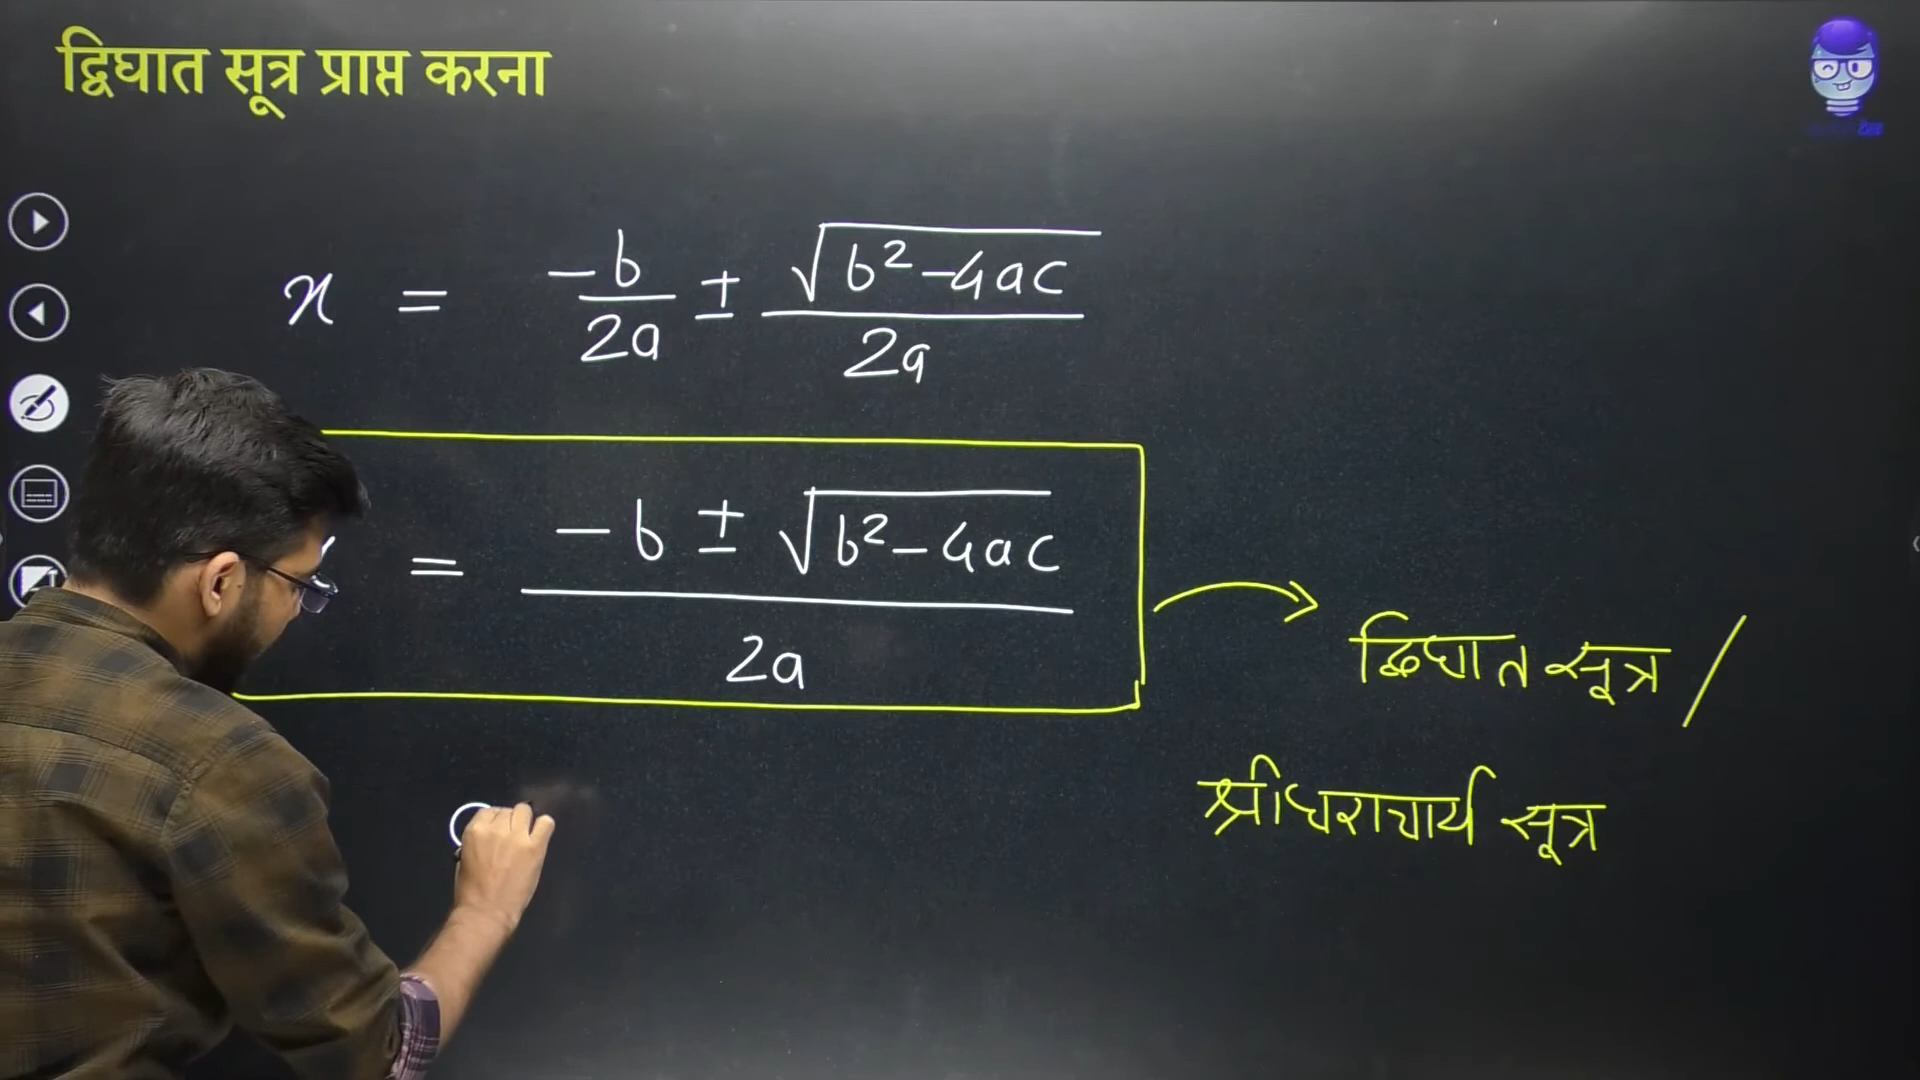 द्विघात सूत्र प्राप्त करना
x = -b/2a ± √(b²-4ac)/2a
= (-b ± √(b²-4ac))/2a
द्विघात सूत्र /
श्रीधराचार्य सूत्र